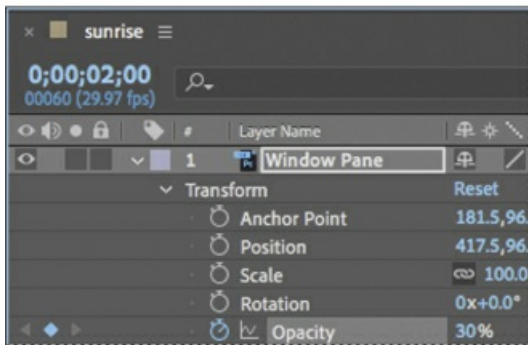 × sunrise
0;00;02;00
00060 (29.97 fps)
# Layer Name
1 Ps Window Pane
Transform Reset
Anchor Point 181.5,96.
Position 417.5,96.
Scale 100.0
Rotation 0x+0.0°
Opacity 30%